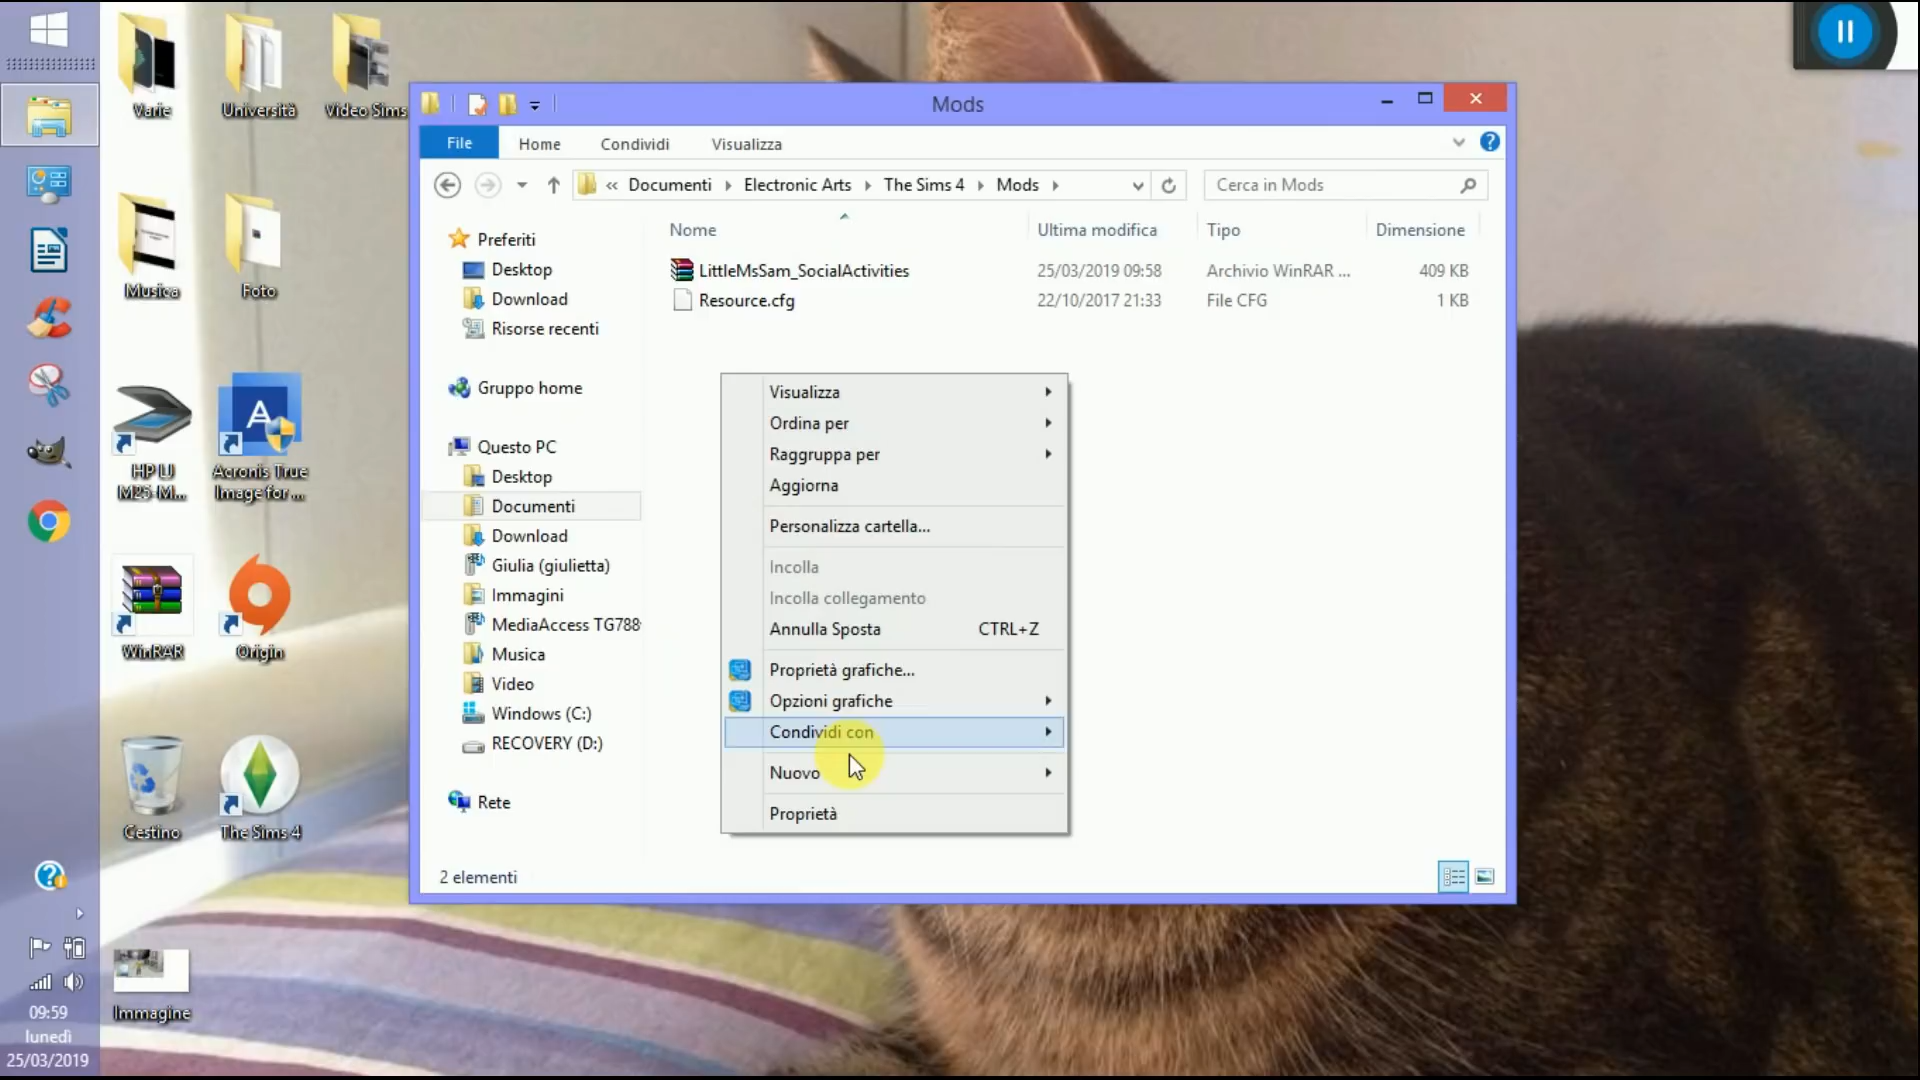 Varie
Università
Video Sims
Musica
Foto
HP LJ
M25-M...
Acronis True
Image for ...
WinRAR
Origin
Cestino
The Sims 4
Immagine
09:59
lunedì
25/03/2019
Mods
File
Home
Condividi
Visualizza
« Documenti
Electronic Arts
The Sims 4
Mods
Cerca in Mods
Nome
Ultima modifica
Tipo
Dimensione
LittleMsSam_SocialActivities
25/03/2019 09:58
Archivio WinRAR ...
409 KB
Resource.cfg
22/10/2017 21:33
File CFG
1 KB
Preferiti
Desktop
Download
Risorse recenti
Gruppo home
Questo PC
Desktop
Documenti
Download
Giulia (giulietta)
Immagini
MediaAccess TG788
Musica
Video
Windows (C:)
RECOVERY (D:)
Rete
2 elementi
Visualizza
Ordina per
Raggruppa per
Aggiorna
Personalizza cartella...
Incolla
Incolla collegamento
Annulla Sposta CTRL+Z
Proprietà grafiche...
Opzioni grafiche
Condividi con
Nuovo
Proprietà